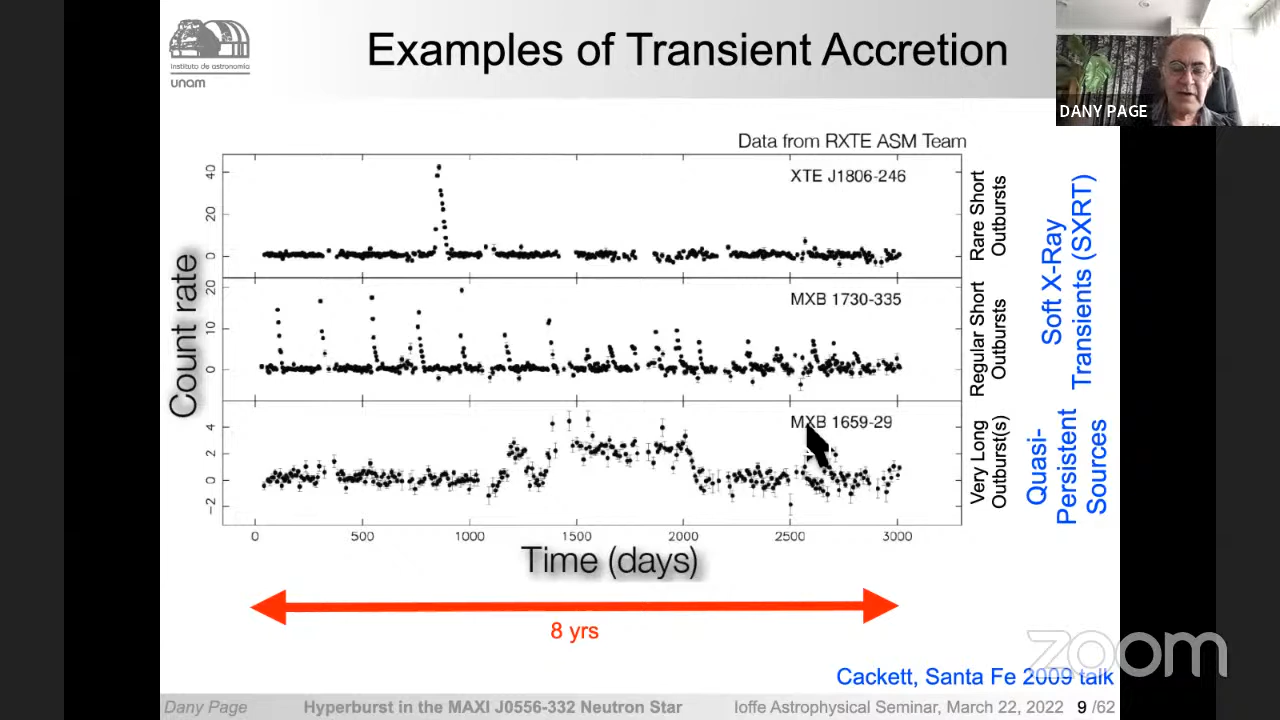 instituto de astronomía
unam
Examples of Transient Accretion
DANY PAGE
Data from RXTE ASM Team
XTE J1806-246
40
20
0
Rare Short
Outbursts
MXB 1730-335
20
10
0
Regular Short
Outbursts
Soft X-Ray
Transients (SXRT)
MXB 1659-29
4
2
0
-2
Very Long
Outburst(s)
Quasi-
Persistent
Sources
Count rate
0 500 1000 1500 2000 2500 3000
Time (days)
8 yrs
zoom
Cackett, Santa Fe 2009 talk
Dany Page Hyperburst in the MAXI J0556-332 Neutron Star Ioffe Astrophysical Seminar, March 22, 2022 9 /62